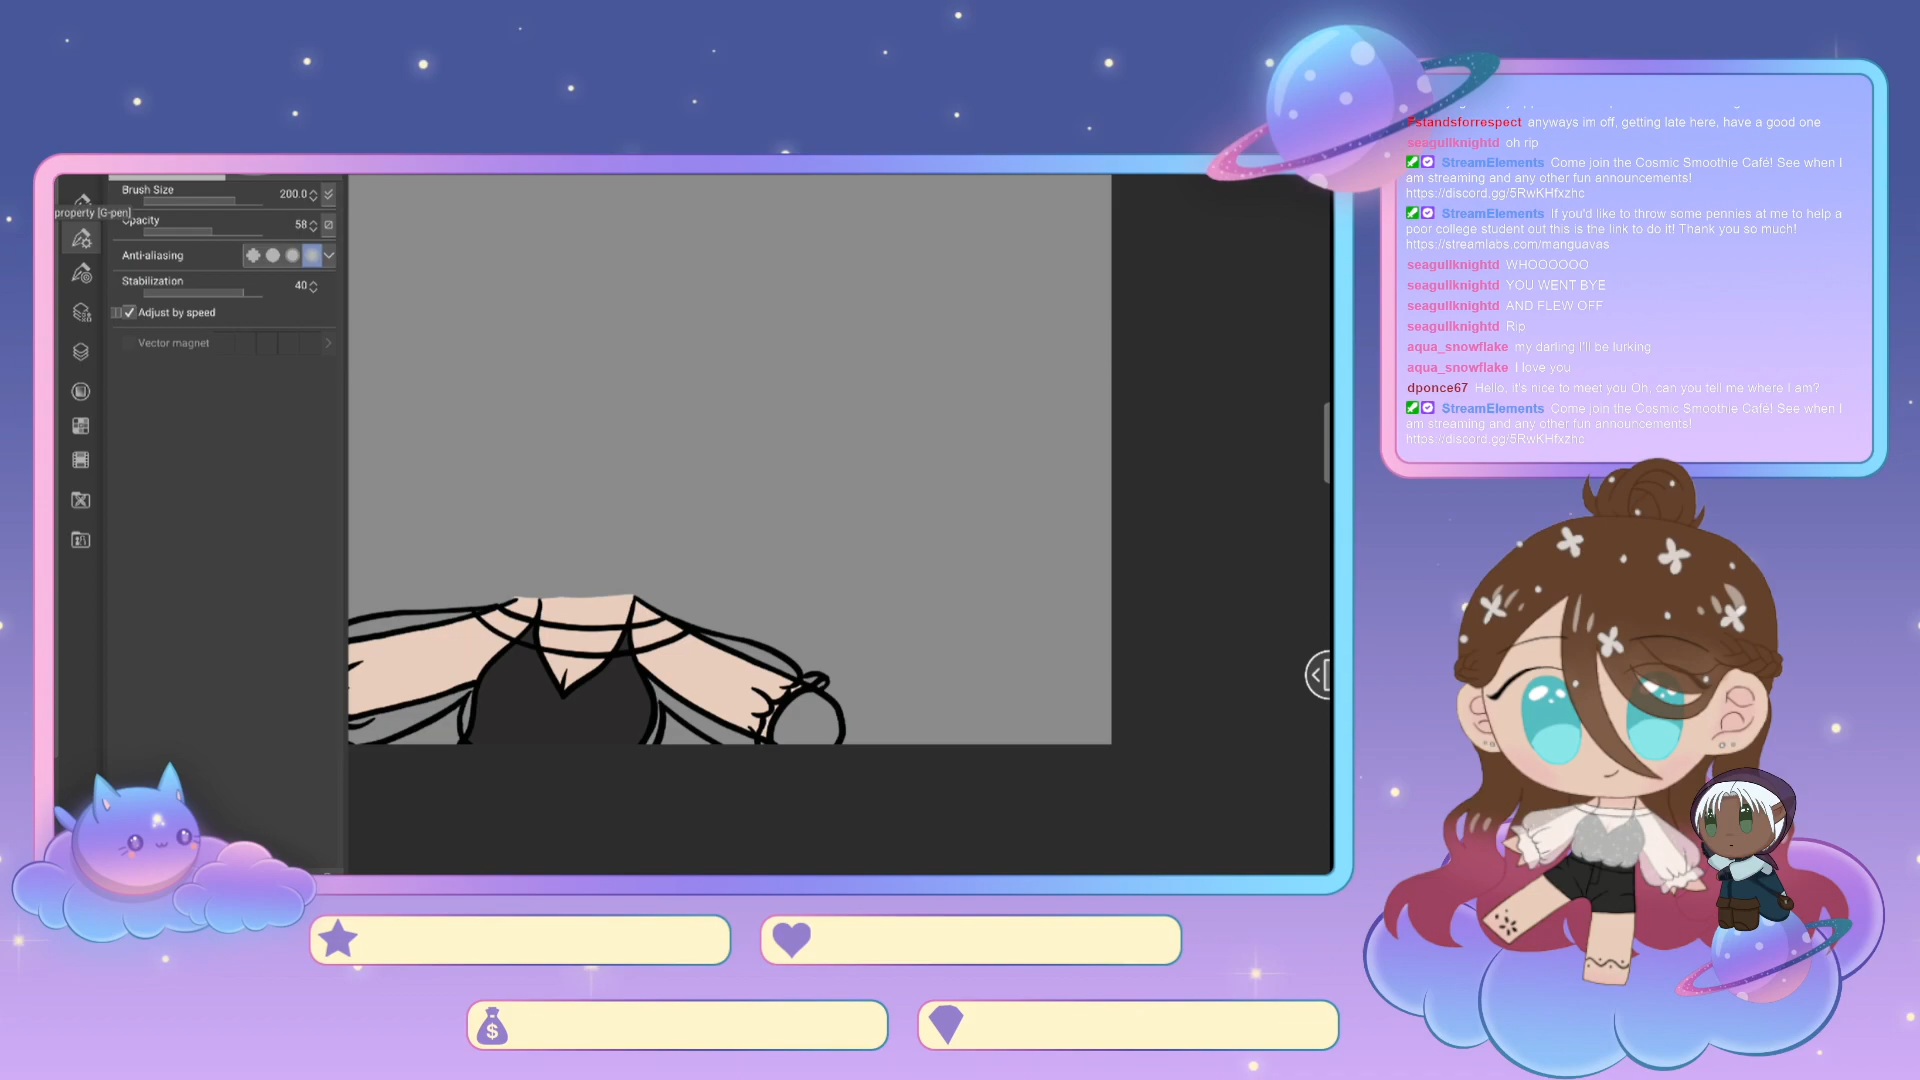 Brush Size 200.0
property [G-pen]
Opacity 58
Anti-aliasing
Stabilization 40
Adjust by speed
Vector magnet
Fstandsforrespect anyways im off, getting late here, have a good one
seagullknightd oh rip
StreamElements Come join the Cosmic Smoothie Café! See when I
am streaming and any other fun announcements!
https://discord.gg/5RwKHfxzhc
StreamElements If you'd like to throw some pennies at me to help a
poor college student out this is the link to do it! Thank you so much!
https://streamlabs.com/manguavas
seagullknightd WHOOOOOO
seagullknightd YOU WENT BYE
seagullknightd AND FLEW OFF
seagullknightd Rip
aqua_snowflake my darling I'll be lurking
aqua_snowflake I love you
dponce67 Hello, it's nice to meet you Oh, can you tell me where I am?
StreamElements Come join the Cosmic Smoothie Café! See when I
am streaming and any other fun announcements!
https://discord.gg/5RwKHfxzhc
$